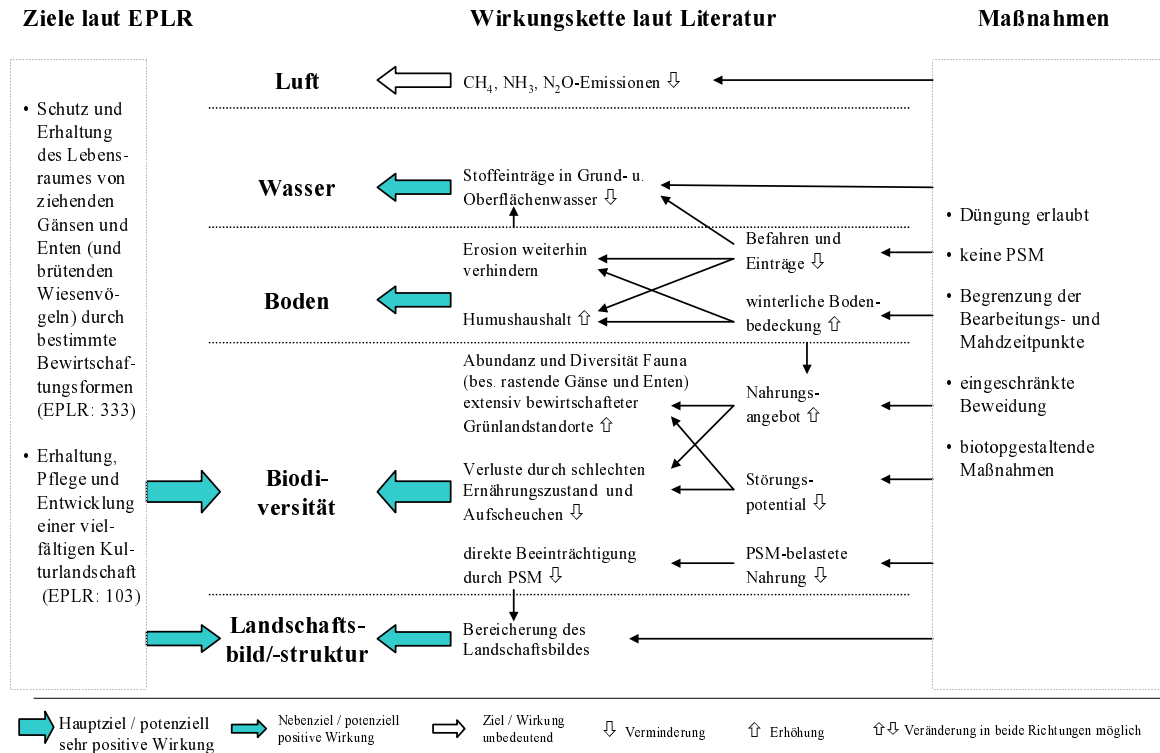 Ziele laut EPLR
Wirkungskette laut Literatur
Maßnahmen
• Schutz und
Erhaltung
des Lebens-
raumes von
ziehenden
Gänsen und
Enten (und
brütenden
Wiesenvö-
geln) durch
bestimmte
Bewirtschaf-
tungsformen
(EPLR: 333)
• Erhaltung,
Pflege und
Entwicklung
einer viel-
fältigen Kul-
turlandschaft
(EPLR: 103)
Luft
CH₄, NH₃, N₂O-Emissionen ⇩
Wasser
Stoffeinträge in Grund- u.
Oberflächenwasser ⇩
Boden
Erosion weiterhin
verhindern
Humushaushalt ⇧
Befahren und
Einträge ⇩
winterliche Boden-
bedeckung ⇧
Biodi-
versität
Abundanz und Diversität Fauna
(bes. rastende Gänse und Enten)
extensiv bewirtschafteter
Grünlandstandorte ⇧
Verluste durch schlechten
Ernährungszustand und
Aufscheuchen ⇩
direkte Beeinträchtigung
durch PSM ⇩
Nahrungs-
angebot ⇧
Störungs-
potential ⇩
PSM-belastete
Nahrung ⇩
Landschafts-
bild/-struktur
Bereicherung des
Landschaftsbildes
• Düngung erlaubt
• keine PSM
• Begrenzung der
Bearbeitungs- und
Mahdzeitpunkte
• eingeschränkte
Beweidung
• biotopgestaltende
Maßnahmen
Hauptziel / potenziell
sehr positive Wirkung
Nebenziel / potenziell
positive Wirkung
Ziel / Wirkung
unbedeutend
⇩ Verminderung
⇧ Erhöhung
⇧⇩ Veränderung in beide Richtungen möglich